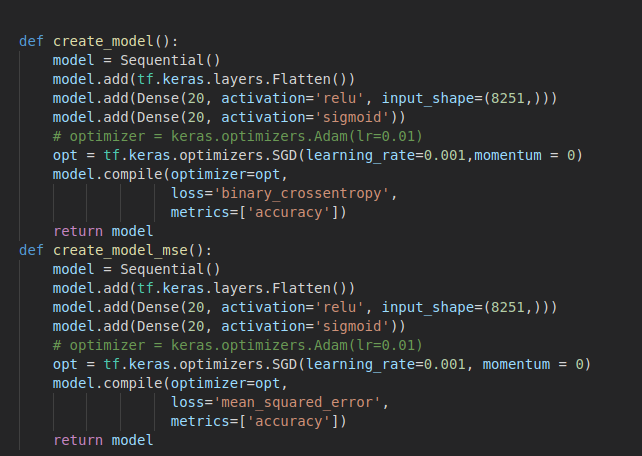 def create_model():
    model = Sequential()
    model.add(tf.keras.layers.Flatten())
    model.add(Dense(20, activation='relu', input_shape=(8251,)))
    model.add(Dense(20, activation='sigmoid'))
    # optimizer = keras.optimizers.Adam(lr=0.01)
    opt = tf.keras.optimizers.SGD(learning_rate=0.001,momentum = 0)
    model.compile(optimizer=opt,
                  loss='binary_crossentropy',
                  metrics=['accuracy'])
    return model
def create_model_mse():
    model = Sequential()
    model.add(tf.keras.layers.Flatten())
    model.add(Dense(20, activation='relu', input_shape=(8251,)))
    model.add(Dense(20, activation='sigmoid'))
    # optimizer = keras.optimizers.Adam(lr=0.01)
    opt = tf.keras.optimizers.SGD(learning_rate=0.001, momentum = 0)
    model.compile(optimizer=opt,
                  loss='mean_squared_error',
                  metrics=['accuracy'])
    return model